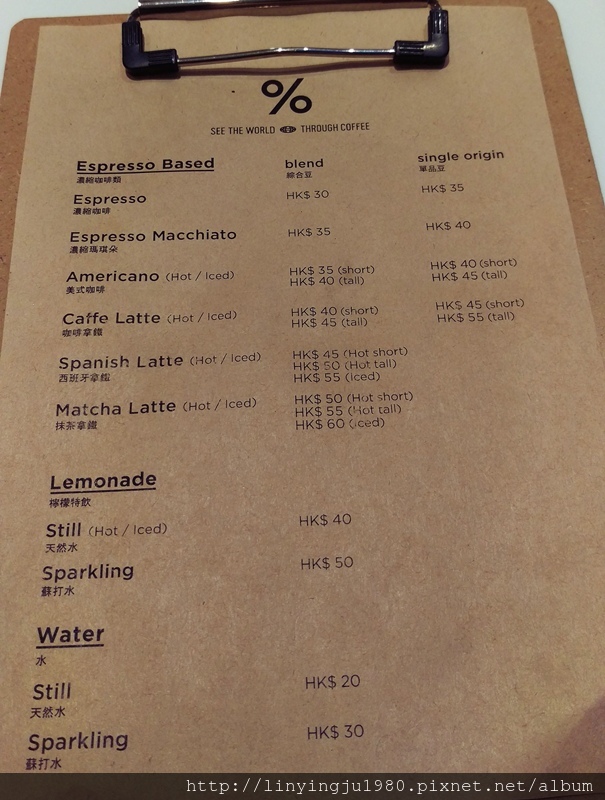 %
SEE THE WORLD THROUGH COFFEE
Espresso Based blend single origin
濃縮咖啡類 綜合豆 單品豆
Espresso HK$ 30 HK$ 35
濃縮咖啡
Espresso Macchiato HK$ 35 HK$ 40
濃縮瑪琪朵
Americano (Hot / Iced) HK$ 35 (short) HK$ 40 (short)
美式咖啡 HK$ 40 (tall) HK$ 45 (tall)
Caffe Latte (Hot / Iced) HK$ 40 (short) HK$ 45 (short)
咖啡拿鐵 HK$ 45 (tall) HK$ 55 (tall)
Spanish Latte (Hot / Iced) HK$ 45 (Hot short)
西班牙拿鐵 HK$ 50 (Hot tall)
HK$ 55 (iced)
Matcha Latte (Hot / Iced) HK$ 50 (Hot short)
抹茶拿鐵 HK$ 55 (Hot tall)
HK$ 60 (iced)
Lemonade
檸檬特飲
Still (Hot / Iced) HK$ 40
天然水
Sparkling HK$ 50
蘇打水
Water
水
Still HK$ 20
天然水
Sparkling HK$ 30
蘇打水
http://linyingju1980.pixnet.net/album